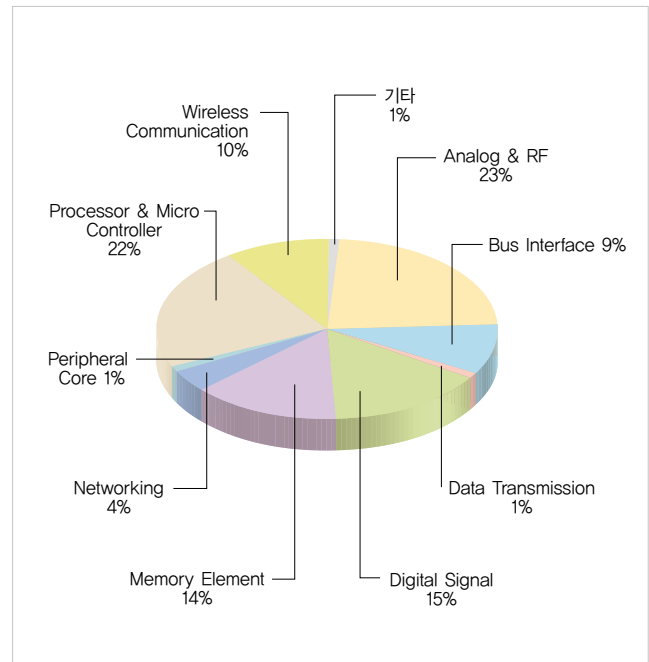 기타
1%
Wireless
Communication
10%
Analog & RF
23%
Processor & Micro
Controller
22%
Bus Interface 9%
Peripheral
Core 1%
Networking
4%
Data Transmission
1%
Memory Element
14%
Digital Signal
15%